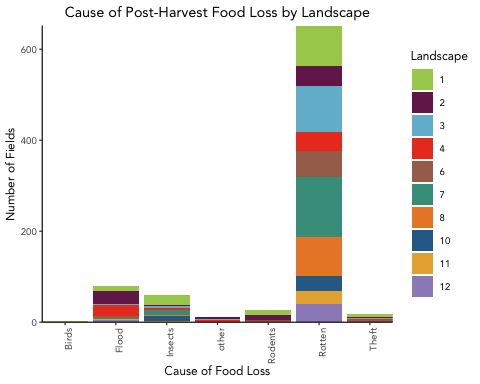 Cause of Post-Harvest Food Loss by Landscape
Number of Fields
600
400
200
0
Birds
Flood
Insects
other
Rodents
Rotten
Theft
Cause of Food Loss
Landscape
1
2
3
4
6
7
8
10
11
12